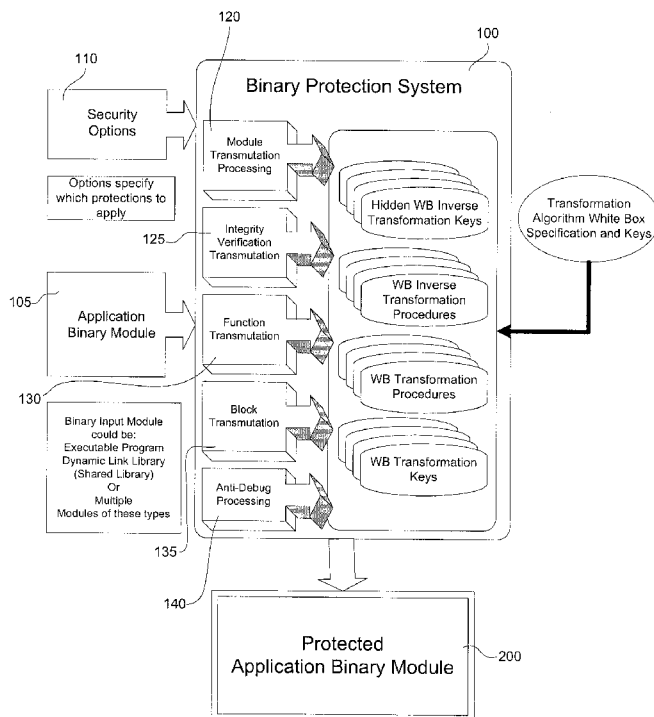 120
100
110
Binary Protection System
Security
Options
Module
Transmutation
Processing
Options specify
which protections to
apply
Hidden WB Inverse
Transformation Keys
Transformation
Algorithm White Box
Specification and Keys
125
Integrity
Verification
Transmutation
105
Application
Binary Module
WB Inverse
Transformation
Procedures
Function
Transmutation
130
WB Transformation
Procedures
Block
Transmutation
Binary Input Module
could be:
Executable Program
Dynamic Link Library
(Shared Library)
Or
Multiple
Modules of these types
WB Transformation
Keys
Anti-Debug
Processing
135
140
Protected
Application Binary Module
200